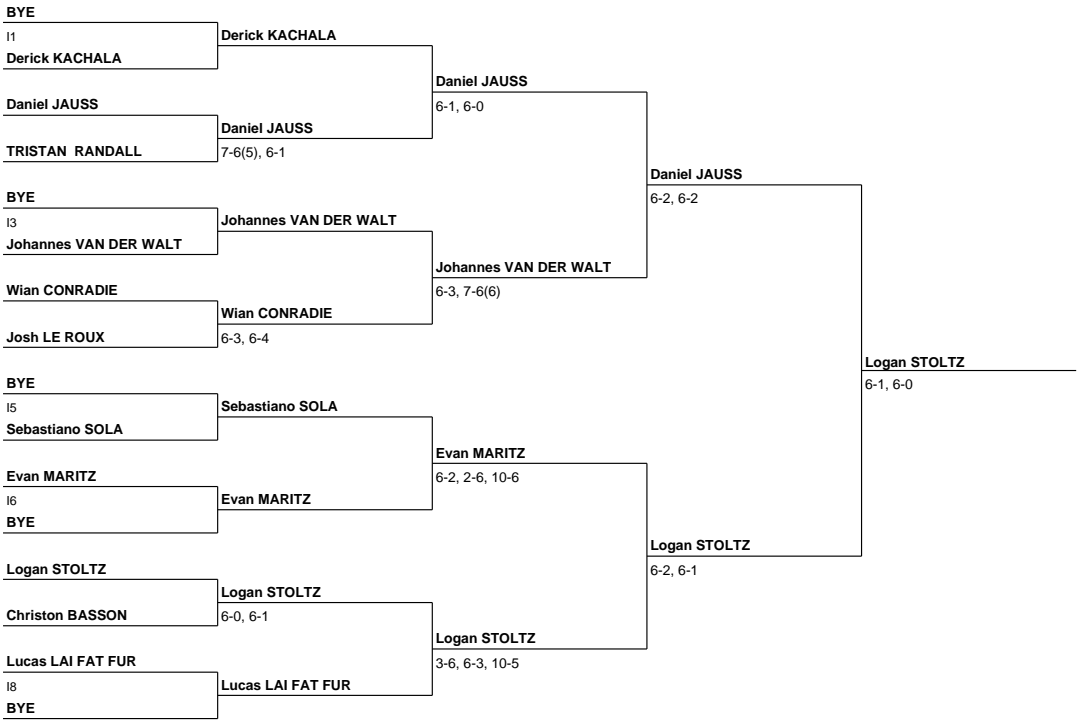 BYE
I1
Derick KACHALA
Derick KACHALA
Daniel JAUSS
6-1, 6-0
Daniel JAUSS
TRISTAN RANDALL
Daniel JAUSS
7-6(5), 6-1
Daniel JAUSS
6-2, 6-2
BYE
I3
Johannes VAN DER WALT
Johannes VAN DER WALT
Johannes VAN DER WALT
6-3, 7-6(6)
Wian CONRADIE
Josh LE ROUX
Wian CONRADIE
6-3, 6-4
Logan STOLTZ
6-1, 6-0
BYE
I5
Sebastiano SOLA
Sebastiano SOLA
Evan MARITZ
6-2, 2-6, 10-6
Evan MARITZ
I6
BYE
Evan MARITZ
Logan STOLTZ
6-2, 6-1
Logan STOLTZ
Christon BASSON
Logan STOLTZ
6-0, 6-1
Logan STOLTZ
3-6, 6-3, 10-5
Lucas LAI FAT FUR
I8
BYE
Lucas LAI FAT FUR